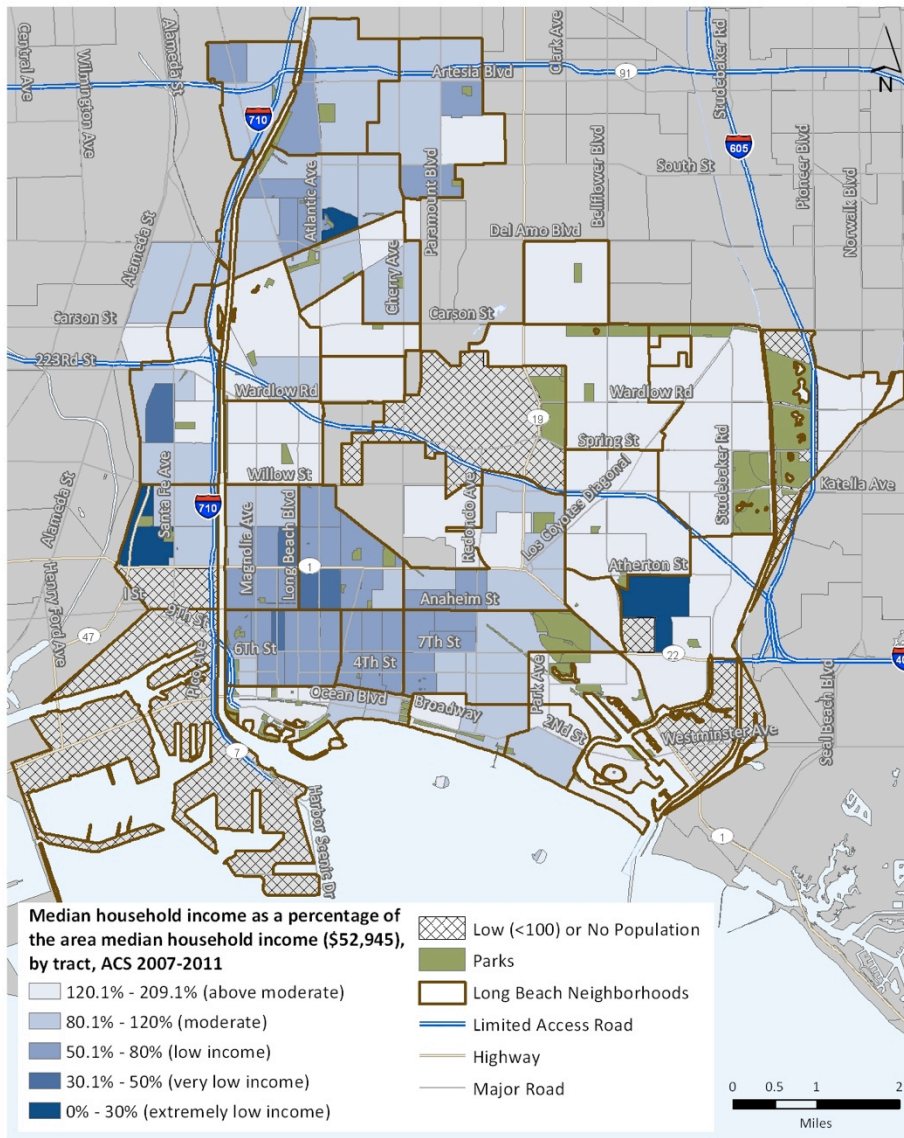 Central Ave
Wilmington Ave
Alameda St
Clark Ave
Studebaker Rd
Artesia Blvd
91
N
710
605
South St
Atlantic Ave
Paramount Blvd
Bellflower Blvd
Pioneer Blvd
Norwalk Blvd
Alameda St
Del Amo Blvd
Cherry Ave
Carson St
Carson St
223Rd St
Wardlow Rd
Wardlow Rd
19
Spring St
Willow St
Studebaker Rd
Katella Ave
Alameda St
Santa Fe Ave
710
Magnolia Ave
Long Beach Blvd
Redondo Ave
Los Coyotes Diagonal
1
Atherton St
Henry Ford Ave
I St
Anaheim St
9Th St
47
6Th St
7Th St
4Th St
22
Pico Ave
Ocean Blvd
Broadway
Park Ave
2Nd St
Westminster Ave
Seal Beach Blvd
7
Harbor Scenic Dr
1
Median household income as a percentage of
the area median household income ($52,945),
by tract, ACS 2007-2011
120.1% - 209.1% (above moderate)
80.1% - 120% (moderate)
50.1% - 80% (low income)
30.1% - 50% (very low income)
0% - 30% (extremely low income)
Low (<100) or No Population
Parks
Long Beach Neighborhoods
Limited Access Road
Highway
Major Road
0 0.5 1 2
Miles